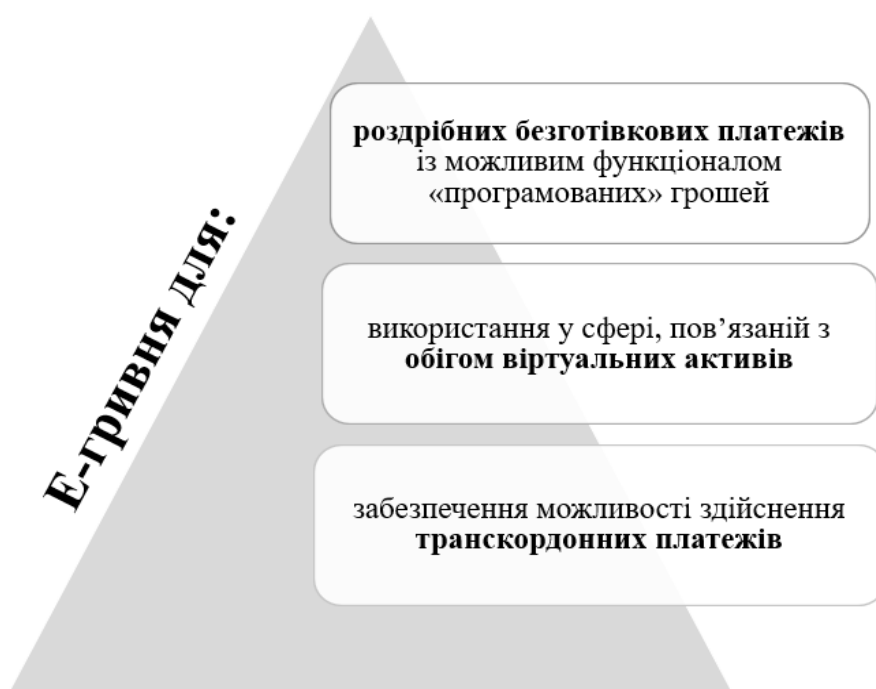 Е-гривня для:
роздрібних безготівкових платежів
із можливим функціоналом
«програмованих» грошей
використання у сфері, пов’язаній з
обігом віртуальних активів
забезпечення можливості здійснення
транскордонних платежів